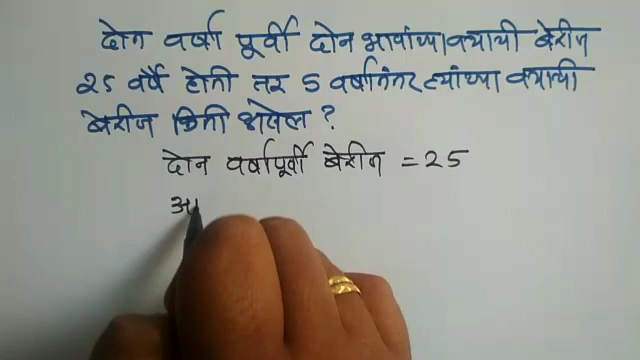 दोन वर्षा पूर्वी दोन भावांच्या वयाची बेरीज
25 वर्षे होती तर 5 वर्षानंतर त्यांच्या वयाची
बेरीज किती असेल ?
दोन वर्षापूर्वी बेरीज = 25